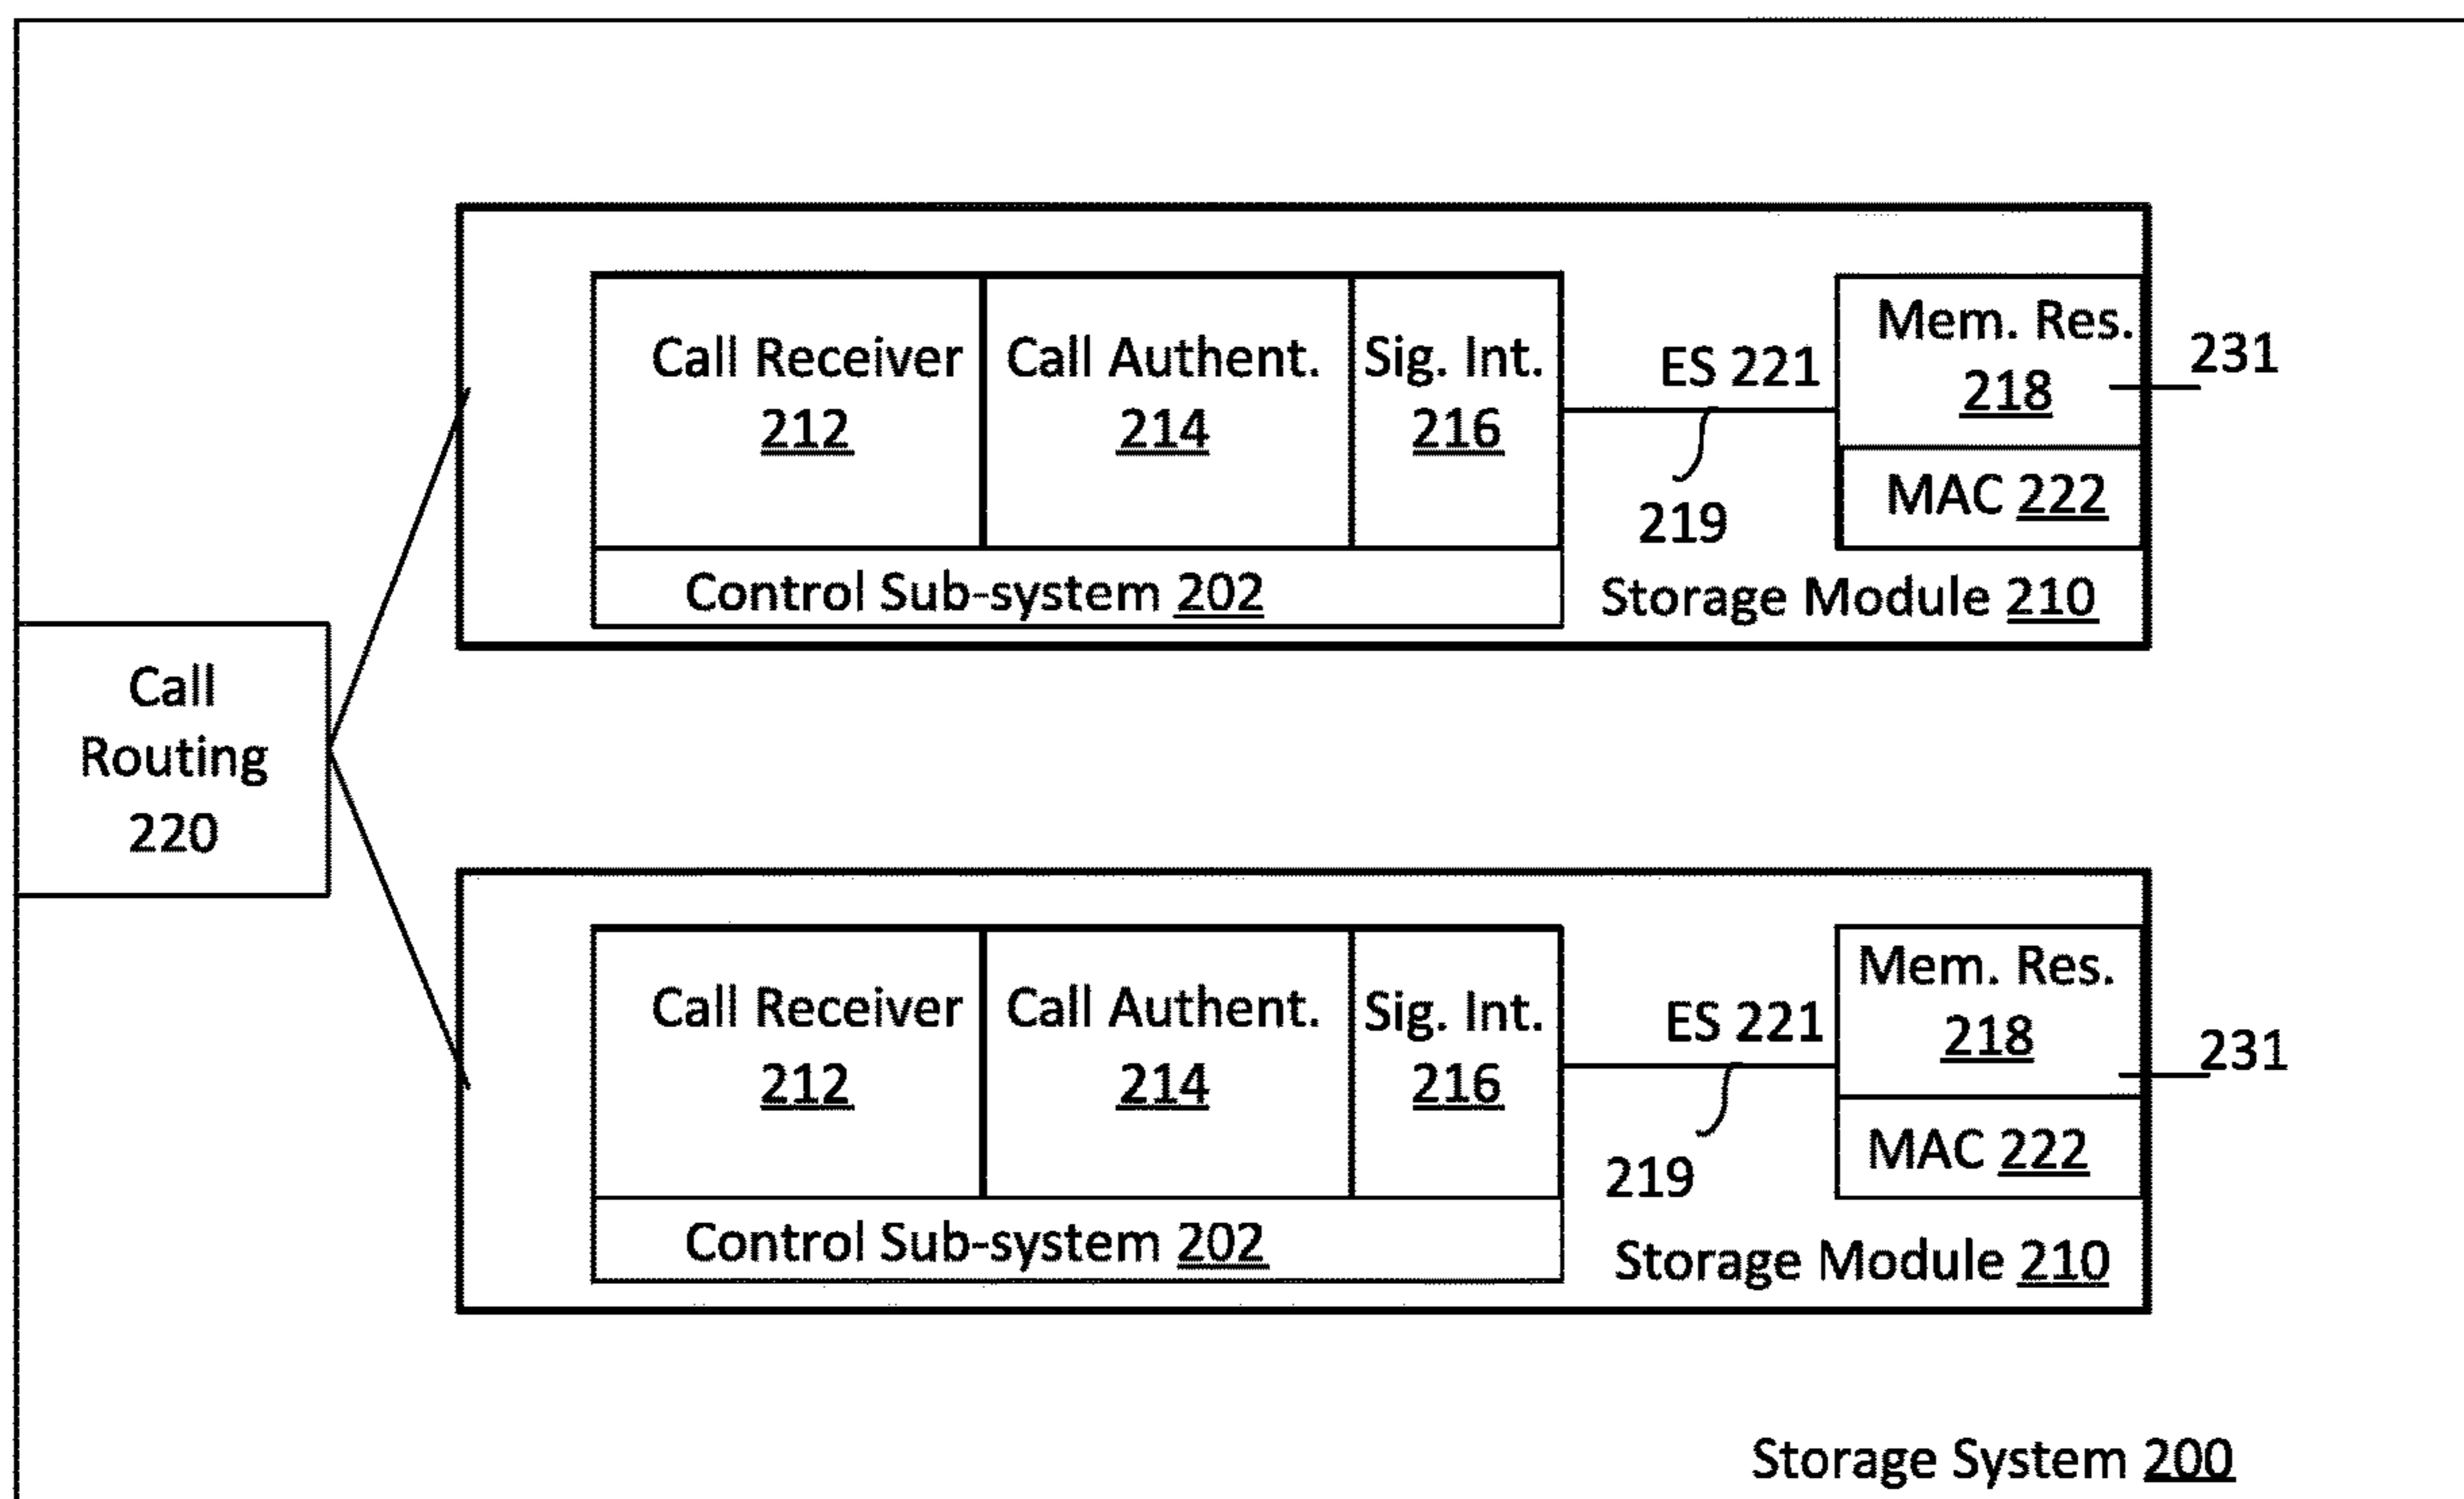 Call Receiver
212
Call Authent.
214
Sig. Int.
216
Control Sub-system 202
ES 221
219
Mem. Res.
218
MAC 222
231
Storage Module 210
Call
Routing
220
Call Receiver
212
Call Authent.
214
Sig. Int.
216
Control Sub-system 202
ES 221
219
Mem. Res.
218
MAC 222
231
Storage Module 210
Storage System 200